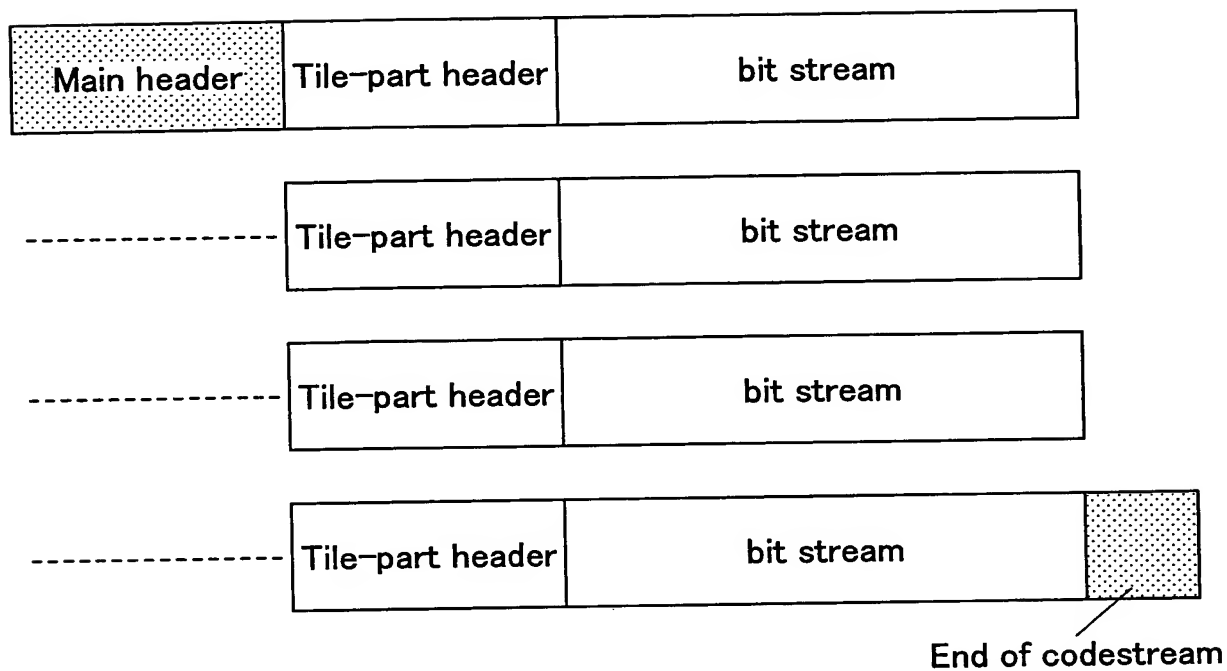 Main header Tile-part header bit stream
Tile-part header bit stream
Tile-part header bit stream
Tile-part header bit stream
End of codestream